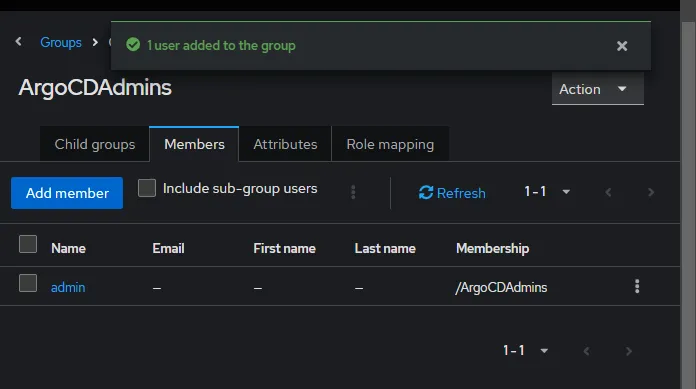 1 user added to the group
Groups
ArgoCDAdmins
Action
Child groups Members Attributes Role mapping
Add member Include sub-group users Refresh 1 - 1
Name Email First name Last name Membership
admin – – – /ArgoCDAdmins
1 - 1